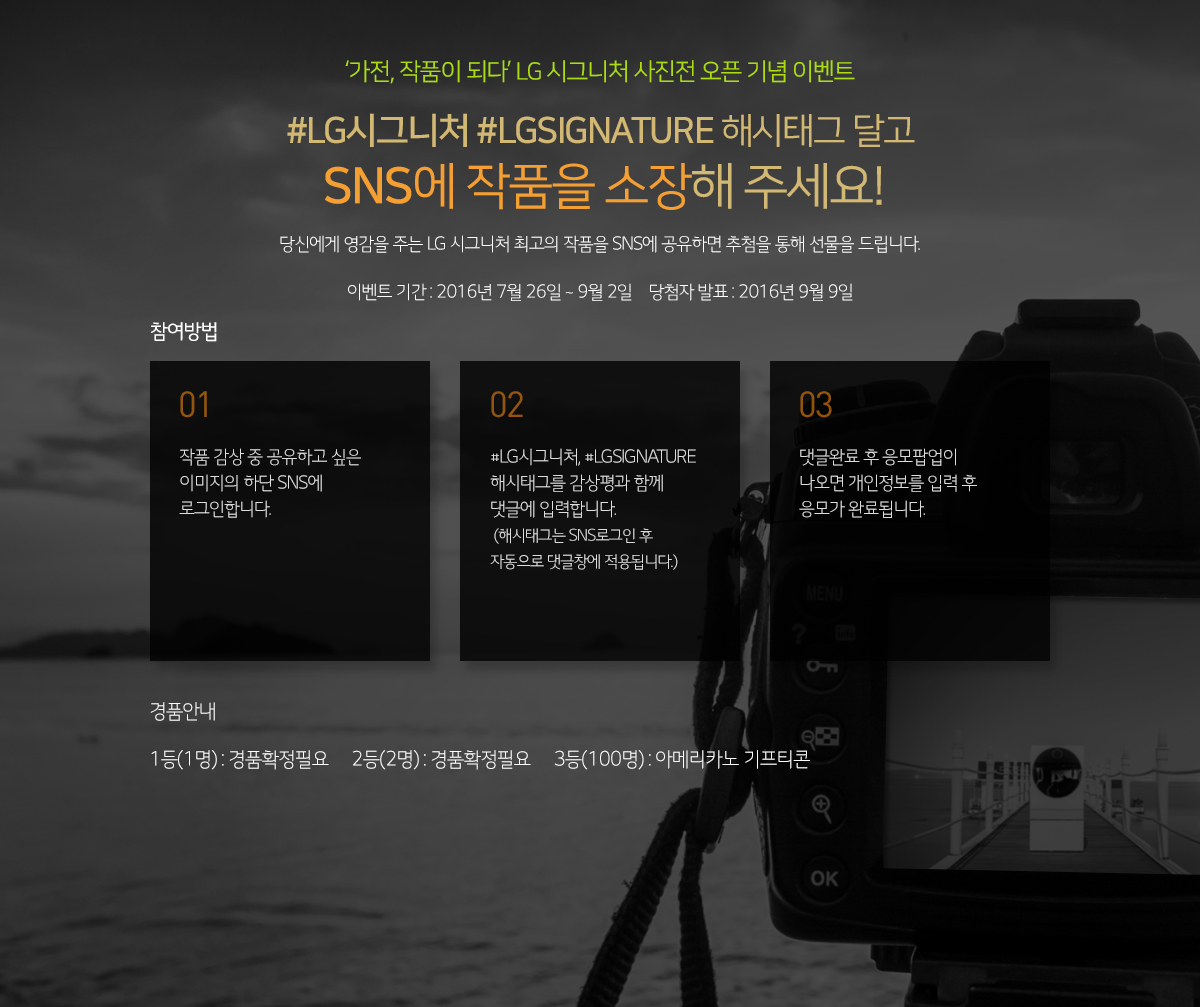 ‘가전, 작품이 되다’ LG 시그니처 사진전 오픈 기념 이벤트
#LG시그니처 #LGSIGNATURE 해시태그 달고
SNS에 작품을 소장해 주세요!
당신에게 영감을 주는 LG 시그니처 최고의 작품을 SNS에 공유하면 추첨을 통해 선물을 드립니다.
이벤트 기간 : 2016년 7월 26일 ~ 9월 2일 당첨자 발표 : 2016년 9월 9일
참여방법
01
작품 감상 중 공유하고 싶은
이미지의 하단 SNS에
로그인합니다.
02
#LG시그니처, #LGSIGNATURE
해시태그를 감상평과 함께
댓글에 입력합니다.
(해시태그는 SNS로그인 후
자동으로 댓글창에 적용됩니다.)
03
댓글완료 후 응모팝업이
나오면 개인정보를 입력 후
응모가 완료됩니다.
MENU
?
경품안내
1등(1명) : 경품확정필요 2등(2명) : 경품확정필요 3등(100명) : 아메리카노 기프티콘
OK